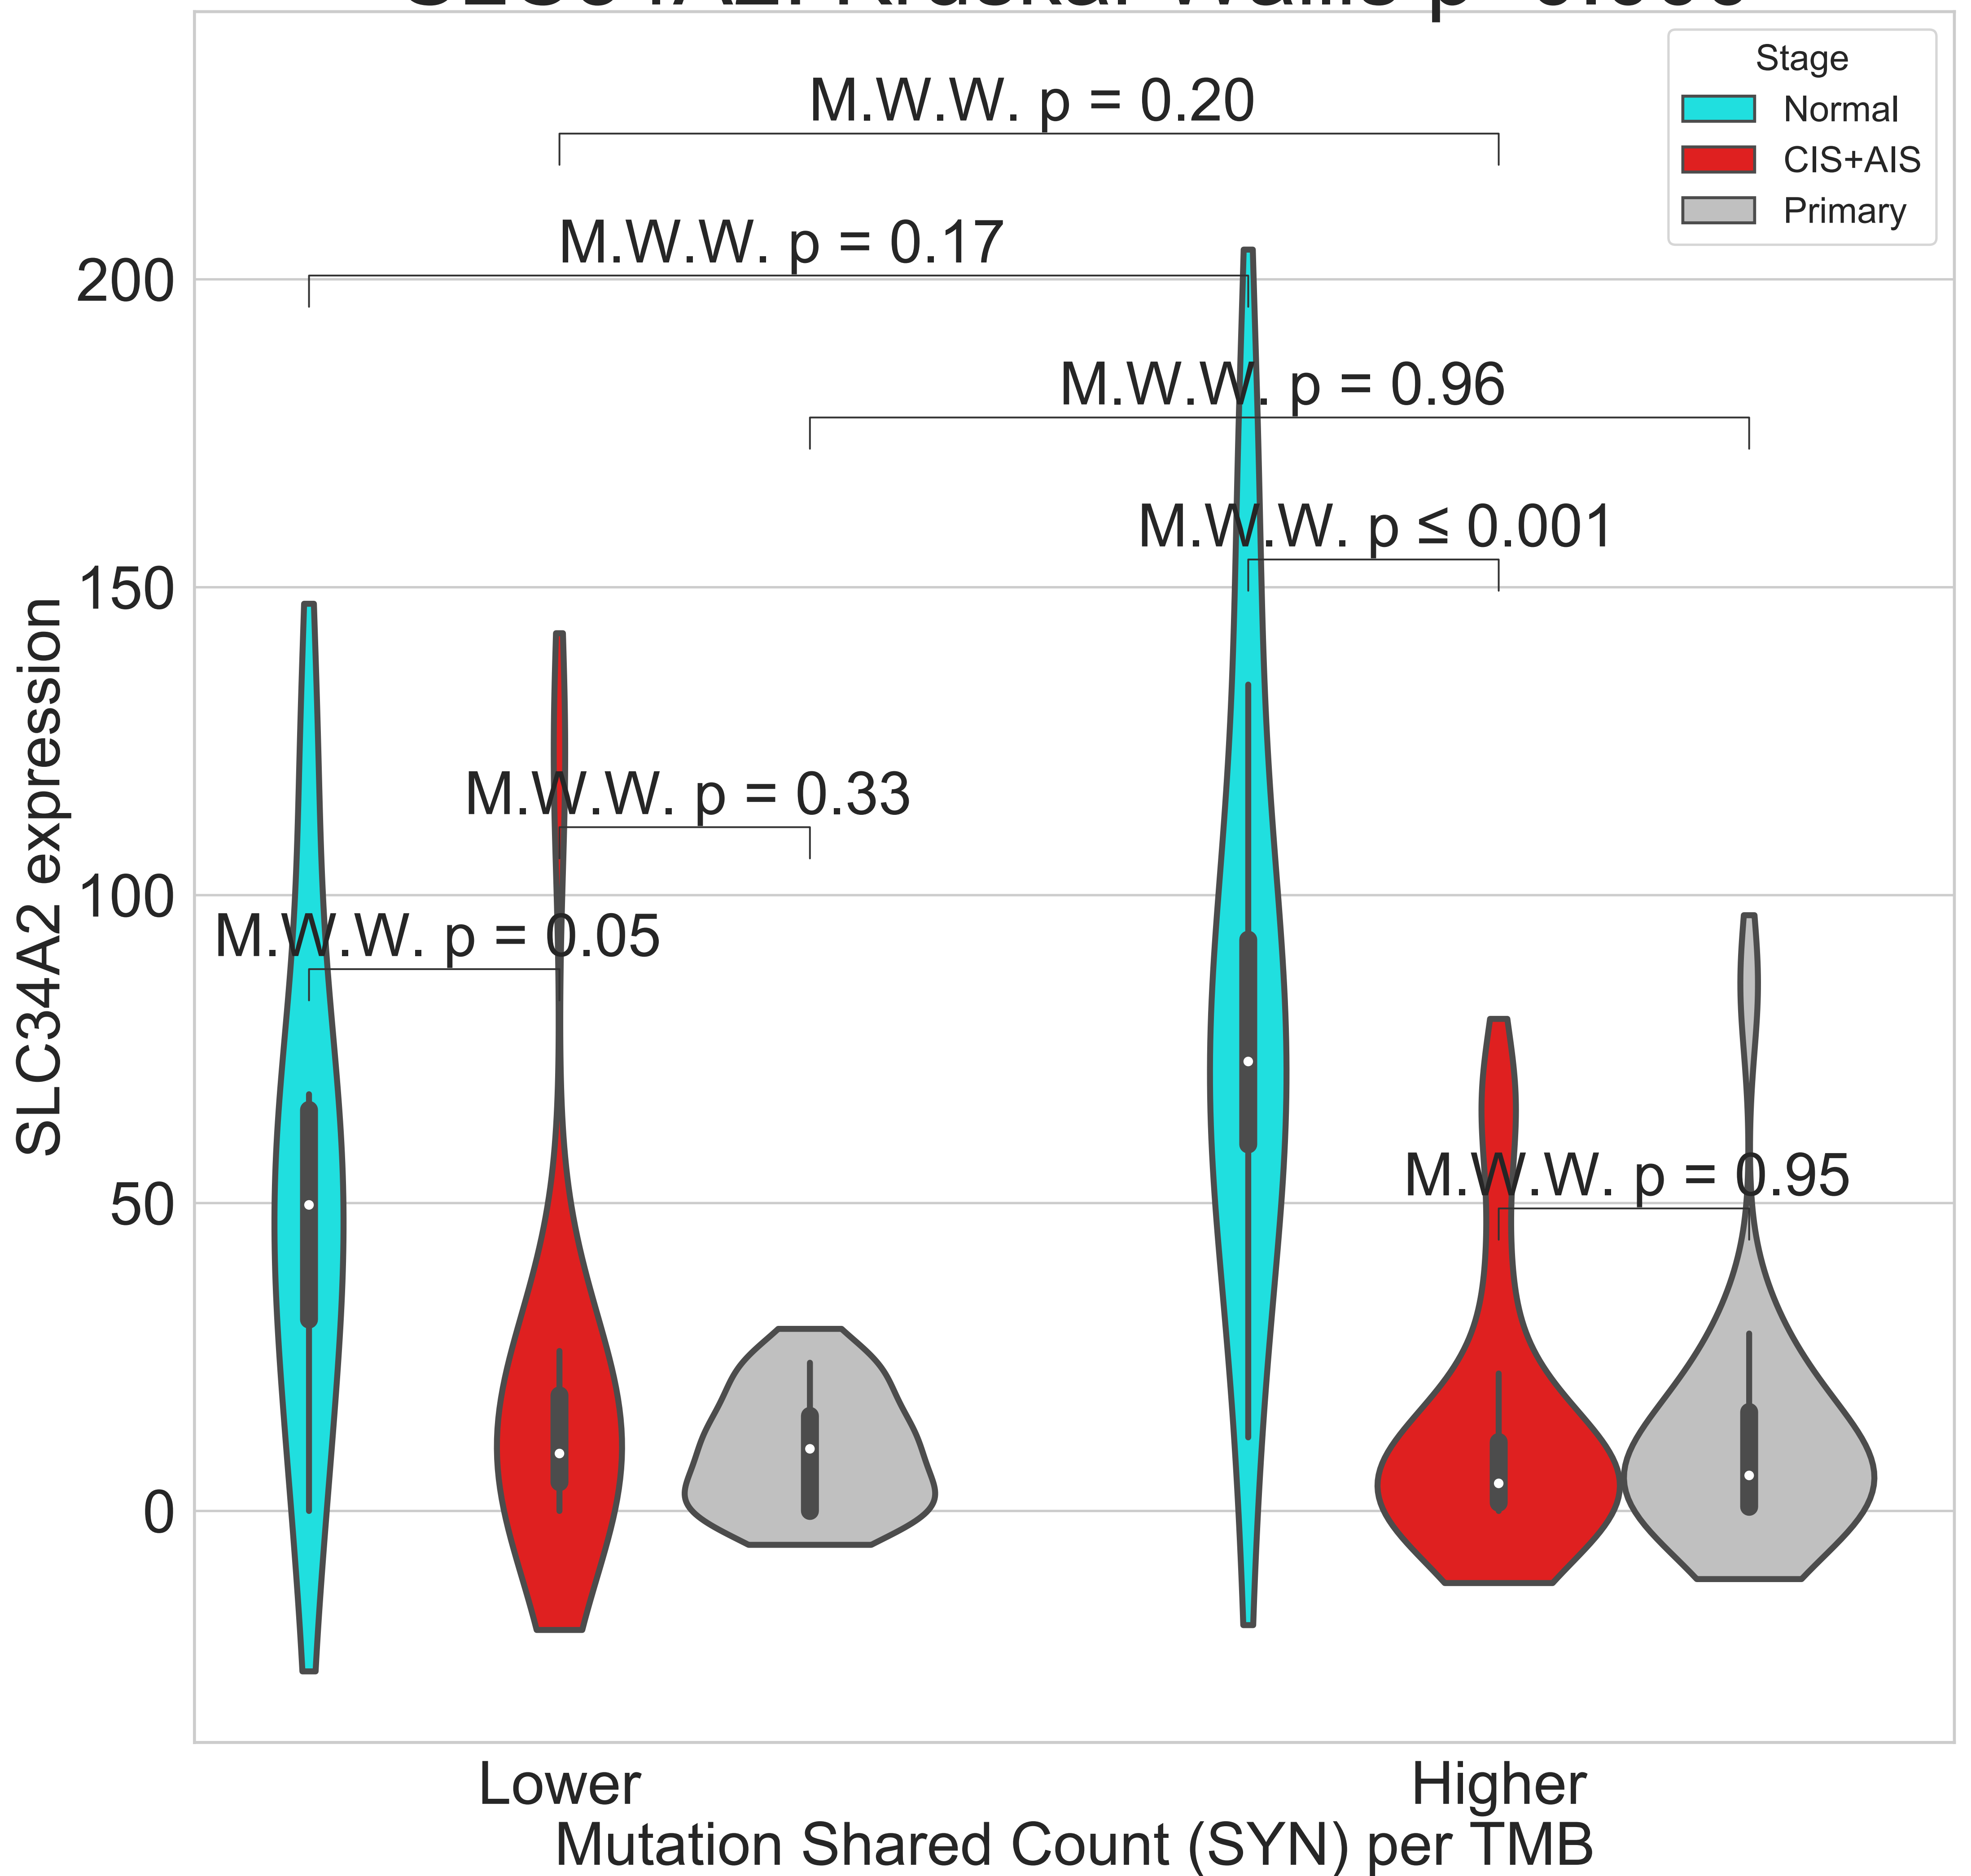 M.W.W. p = 0.20
Stage
Normal
CIS+AIS
Primary
M.W.W. p = 0.17
200
M.W.W. p = 0.96
M.W.W. p ≤ 0.001
150
M.W.W. p = 0.33
100
M.W.W. p = 0.05
SLC34A2 expression
M.W.W. p = 0.95
50
0
Lower
Higher
Mutation Shared Count (SYN) per TMB